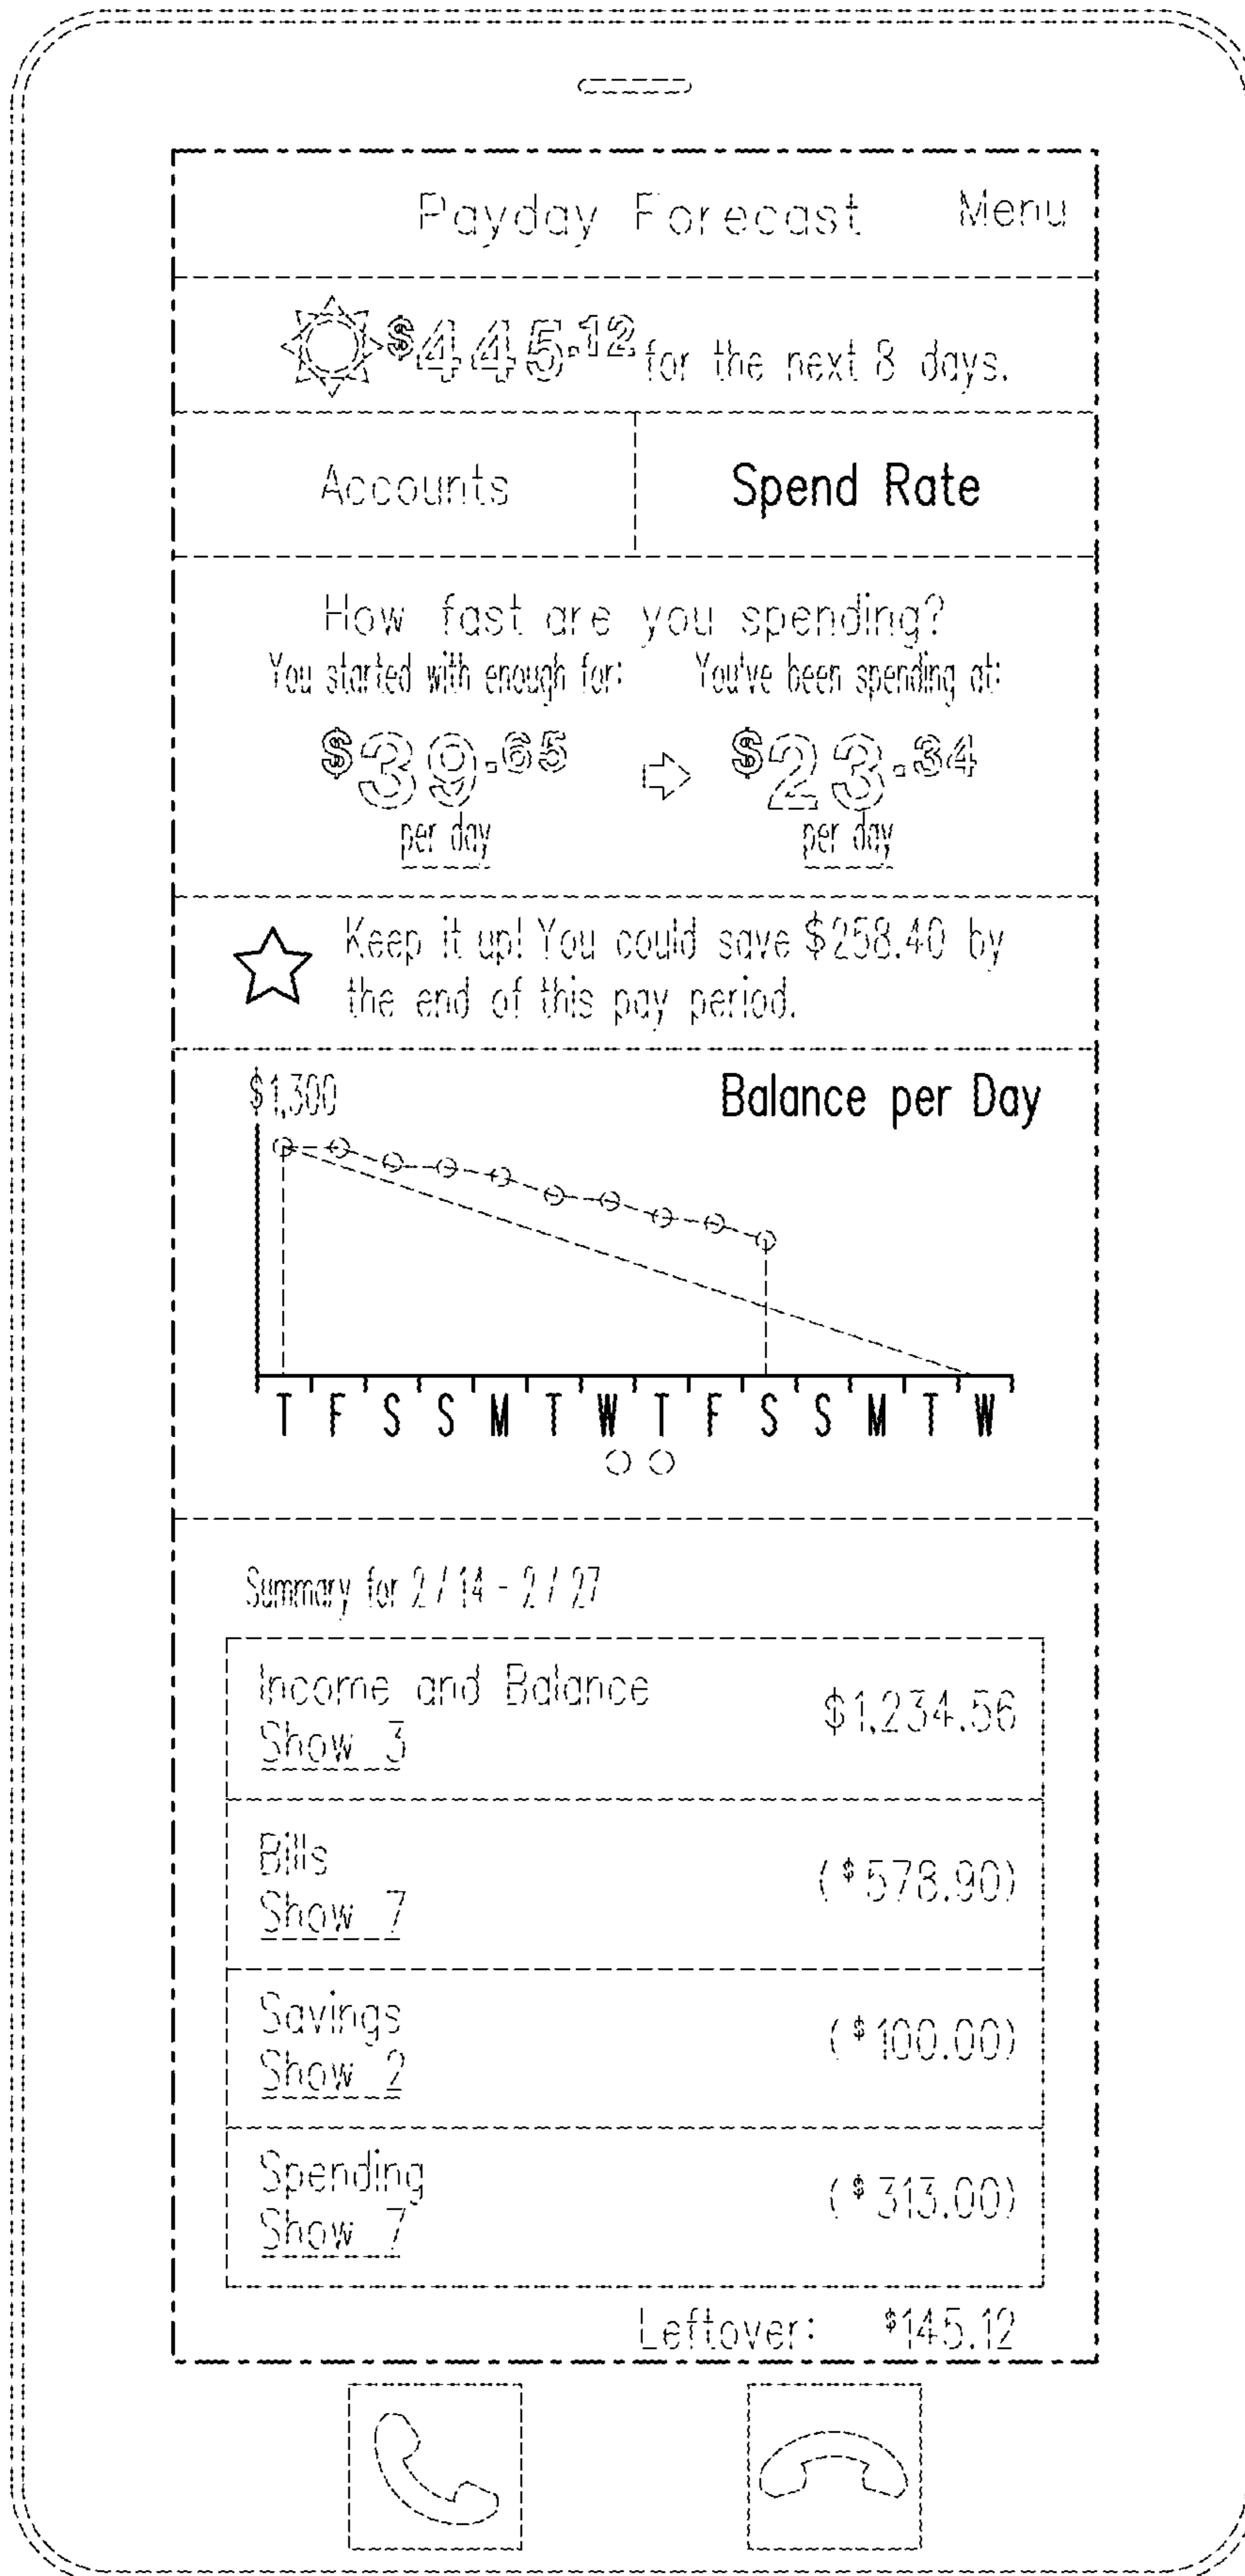 Payday Forecast Menu
$445.12 for the next 8 days.
Accounts Spend Rate
How fast are you spending?
You started with enough for: You've been spending at:
$39.65 $23.34
per day per day
Keep it up! You could save $258.40 by
the end of this pay period.
$1,300 Balance per Day
T F S S M T W T F S S M T W
Summary for 2 / 14 - 2 / 27
Income and Balance
$1,234.56
Show 3
Bills
($578.90)
Show 7
Savings
($100.00)
Show 2
Spending
($313.00)
Show 7
Leftover: $145.12